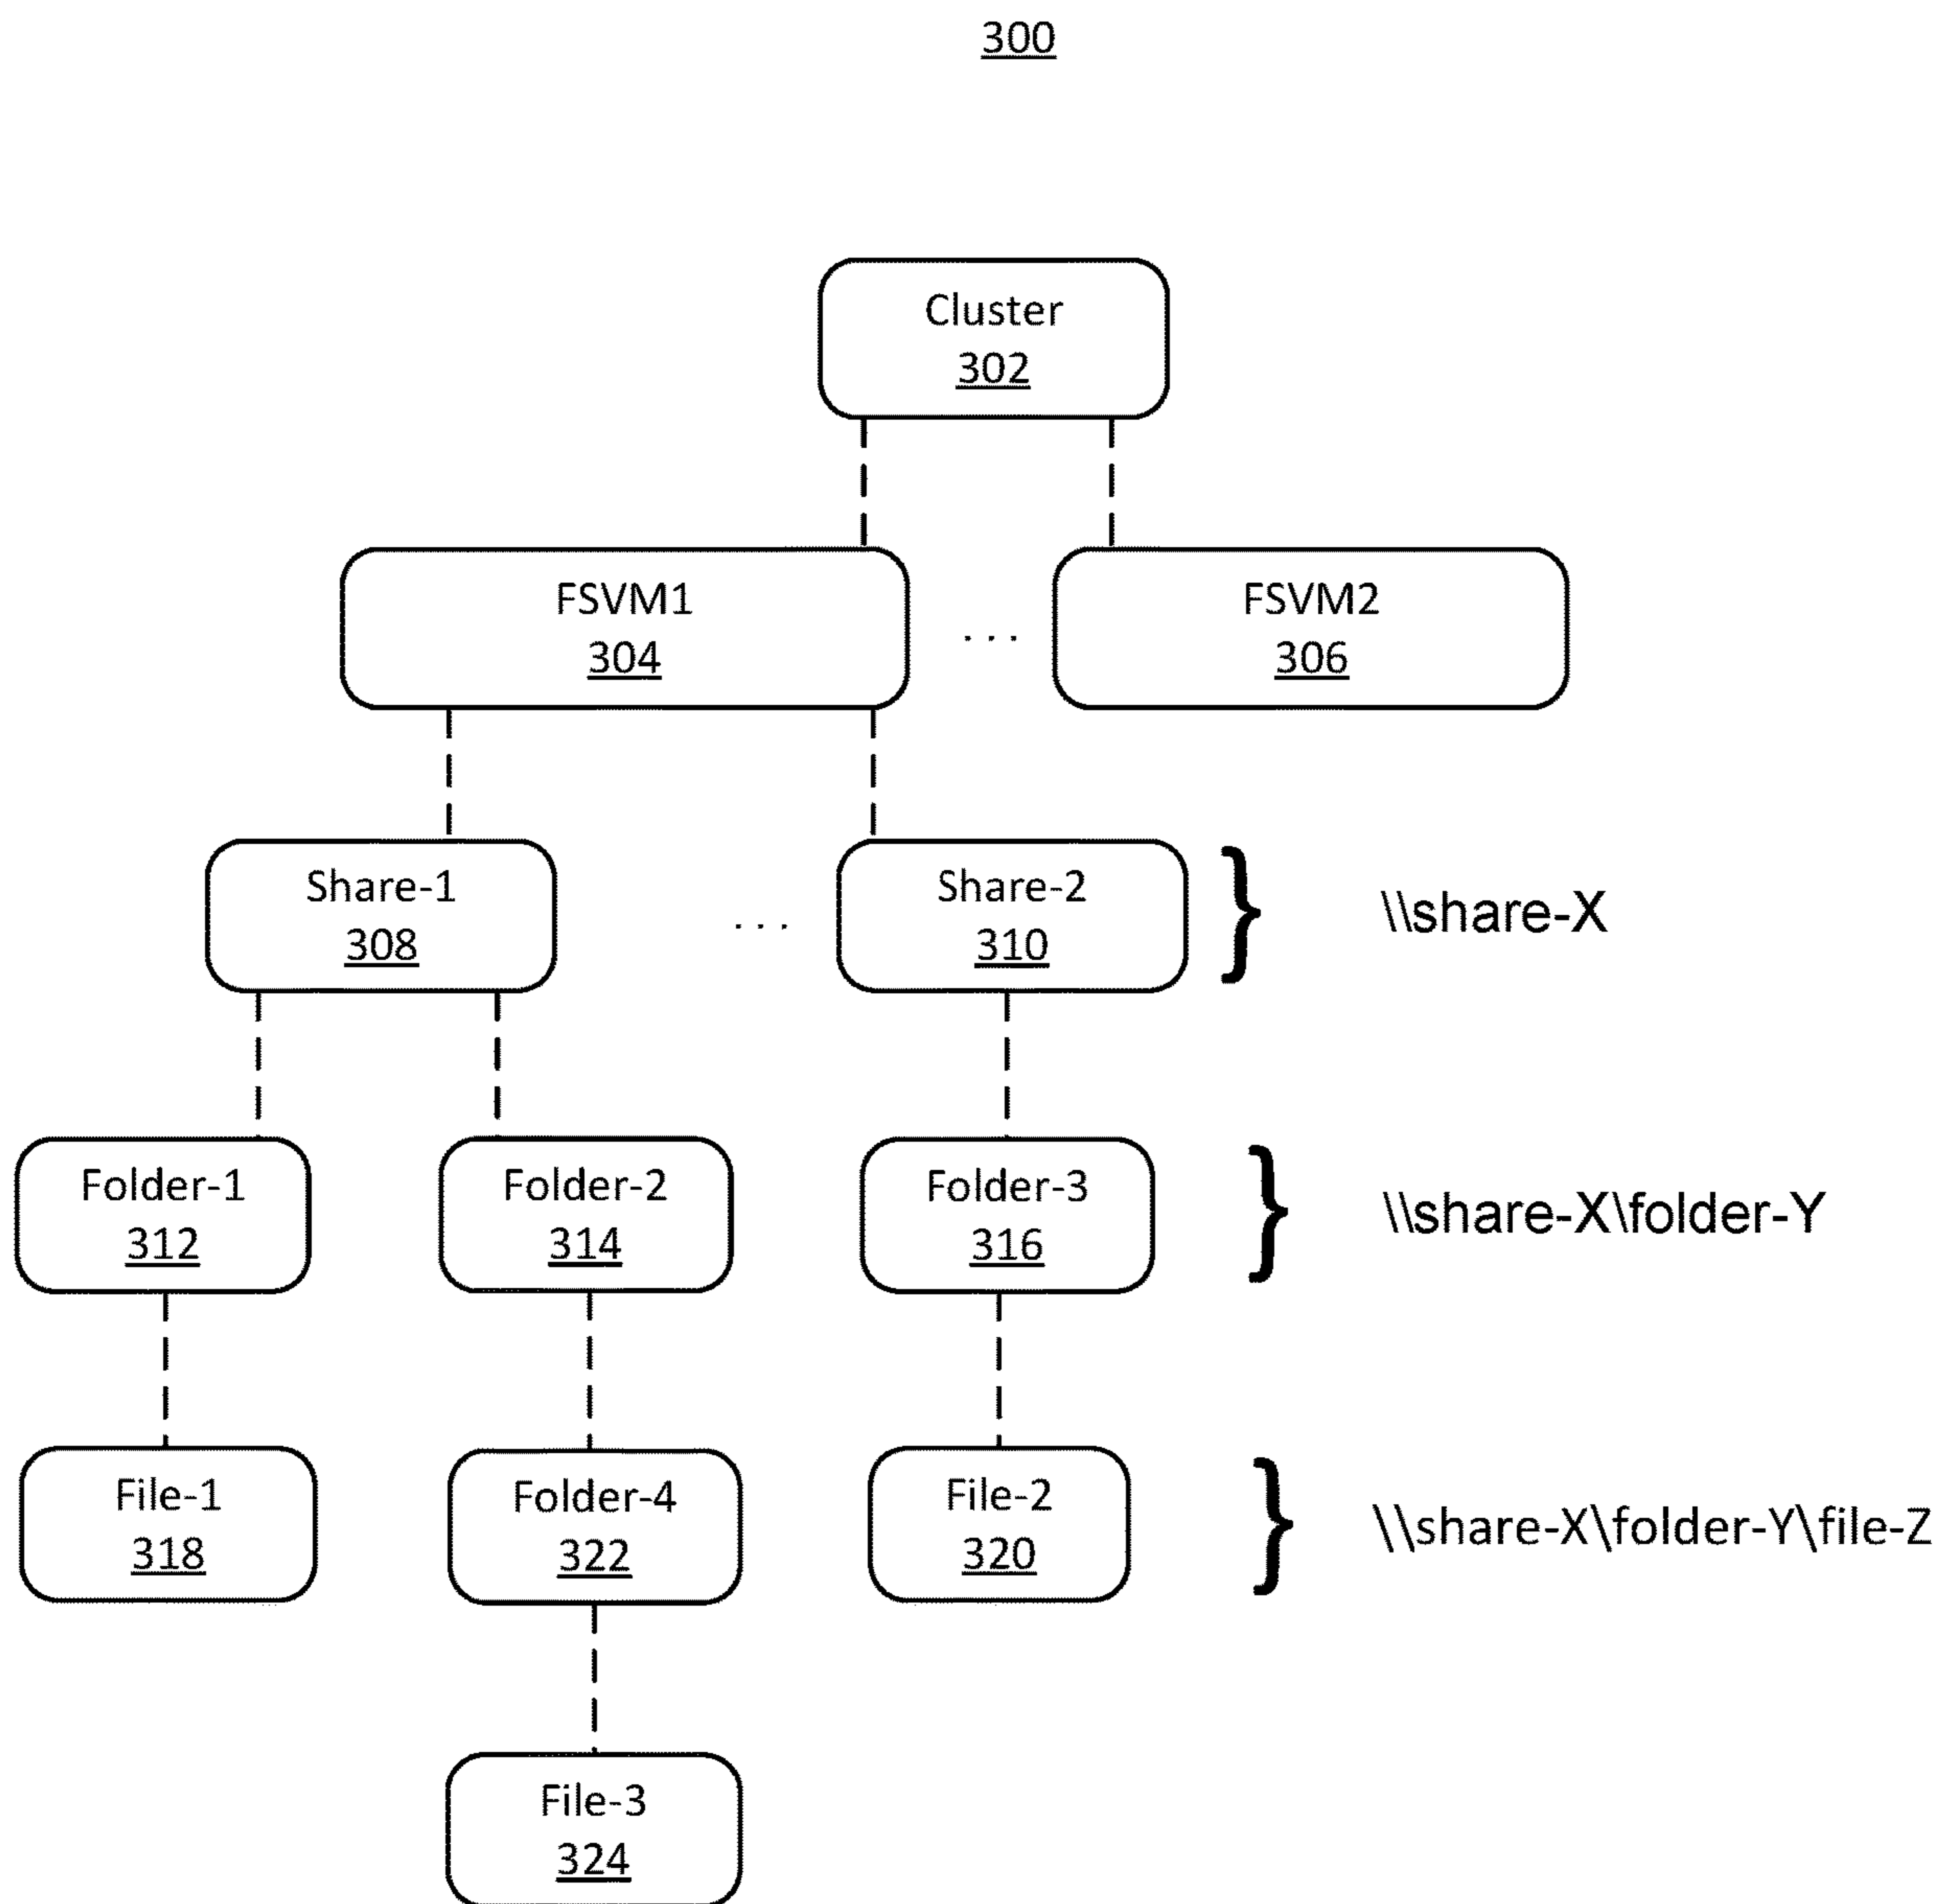 300
Cluster
302
FSVM1
304
. . .
FSVM2
306
Share-1
308
. . .
Share-2
310
} \\share-X
Folder-1
312
Folder-2
314
Folder-3
316
} \\share-X\folder-Y
File-1
318
Folder-4
322
File-2
320
} \\share-X\folder-Y\file-Z
File-3
324